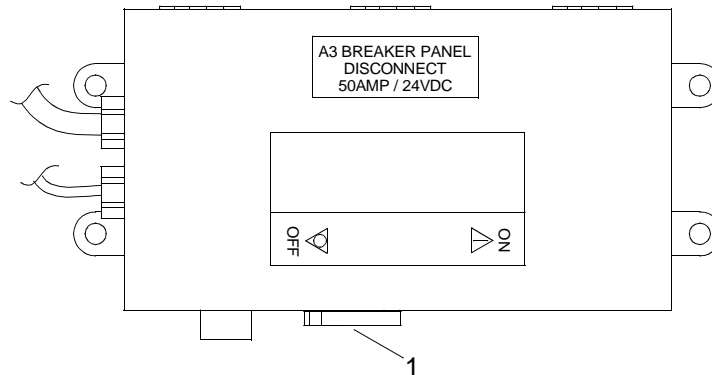 A3 BREAKER PANEL
DISCONNECT
50AMP / 24VDC
OFF
ON
1